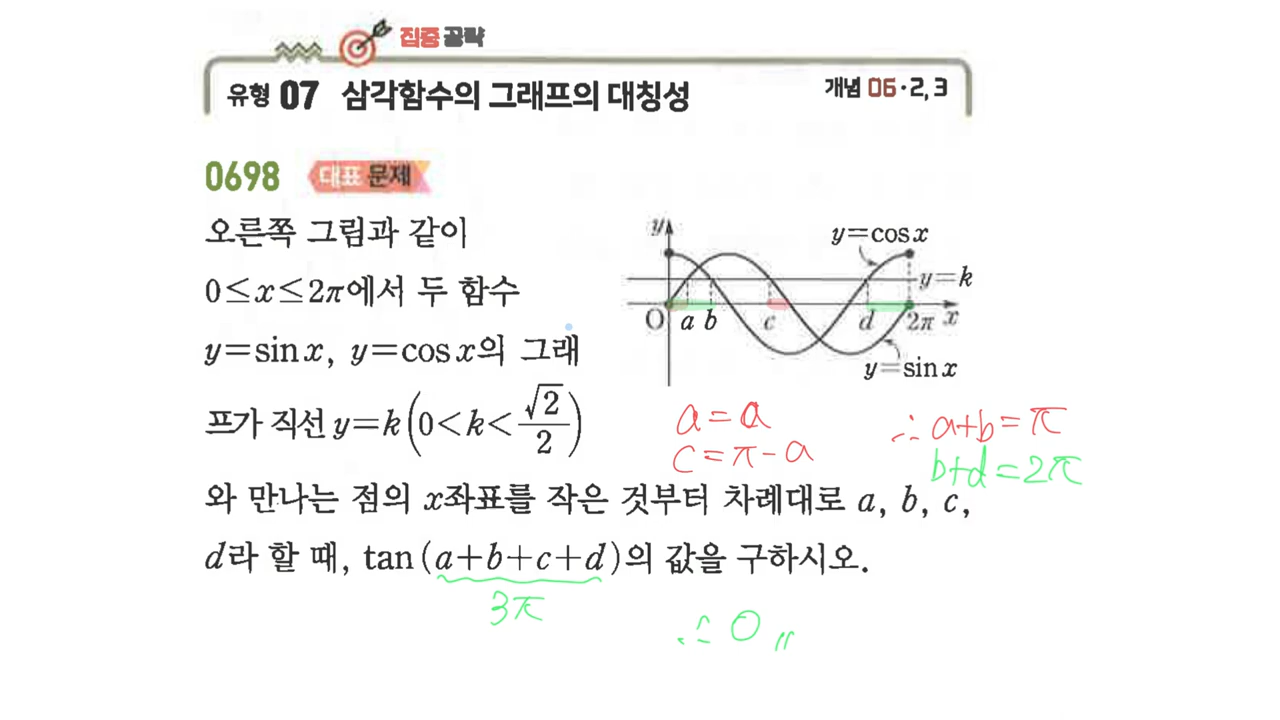 집중 공략
유형 07 삼각함수의 그래프의 대칭성
개념 06·2, 3
0698 대표 문제
오른쪽 그림과 같이
0≤x≤2π에서 두 함수
y=sin x, y=cos x의 그래
프가 직선 y=k(0<k<√2/2)
와 만나는 점의 x좌표를 작은 것부터 차례대로 a, b, c,
d라 할 때, tan(a+b+c+d)의 값을 구하시오.
y
y=cos x
y=k
O a b c d 2π x
y=sin x
a=a
c=π-a
∴ a+b=π
b+d=2π
3π
∴ 0 〃